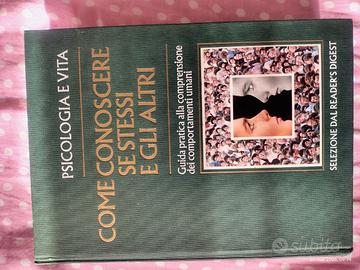 PSICOLOGIA E VITA
COME CONOSCERE
SE STESSI
E GLI ALTRI
Guida pratica alla comprensione
dei comportamenti umani
SELEZIONE DAL READER'S DIGEST
subito